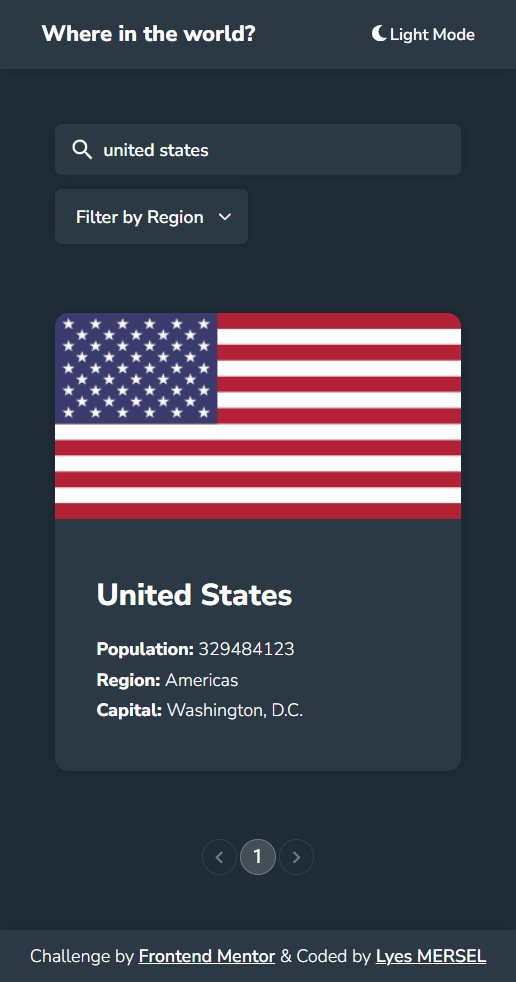 Where in the world?
Light Mode
united states
Filter by Region
United States
Population: 329484123
Region: Americas
Capital: Washington, D.C.
1
Challenge by Frontend Mentor & Coded by Lyes MERSEL